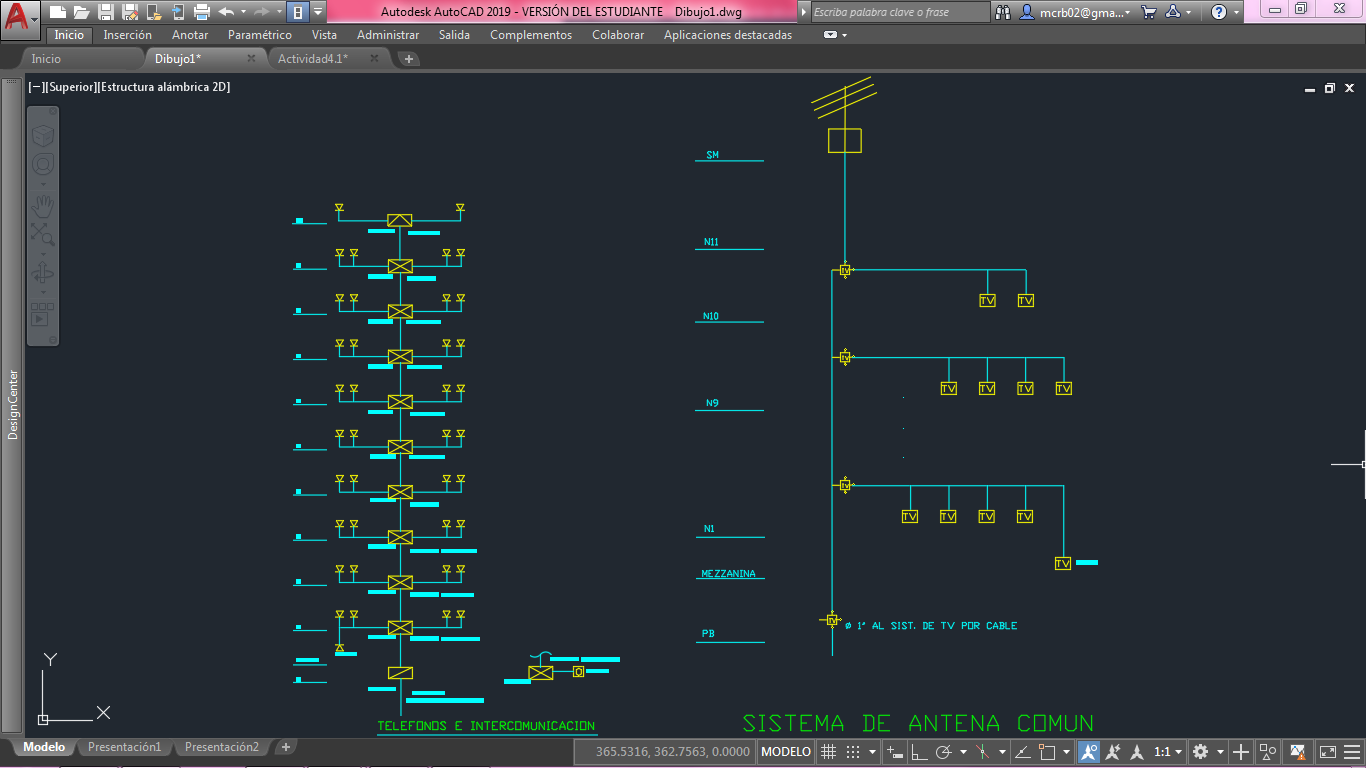 Autodesk AutoCAD 2019 - VERSIÓN DEL ESTUDIANTE    Dibujo1.dwg
Escriba palabra clave o frase
mcrb02@gma...
Inicio Inserción Anotar Paramétrico Vista Administrar Salida Complementos Colaborar Aplicaciones destacadas
Inicio Dibujo1* Actividad4.1*
[−][Superior][Estructura alámbrica 2D]
DesignCenter
SM
N11
TV
TV TV
N10
TV
TV TV TV TV
N9
TV
TV TV TV TV
N1
TV
MEZZANINA
TV
Ø 1" AL SIST. DE TV POR CABLE
PB
Y
X
O
TELEFONOS E INTERCOMUNICACION
SISTEMA DE ANTENA COMUN
Modelo Presentación1 Presentación2
365.5316, 362.7563, 0.0000 MODELO 1:1